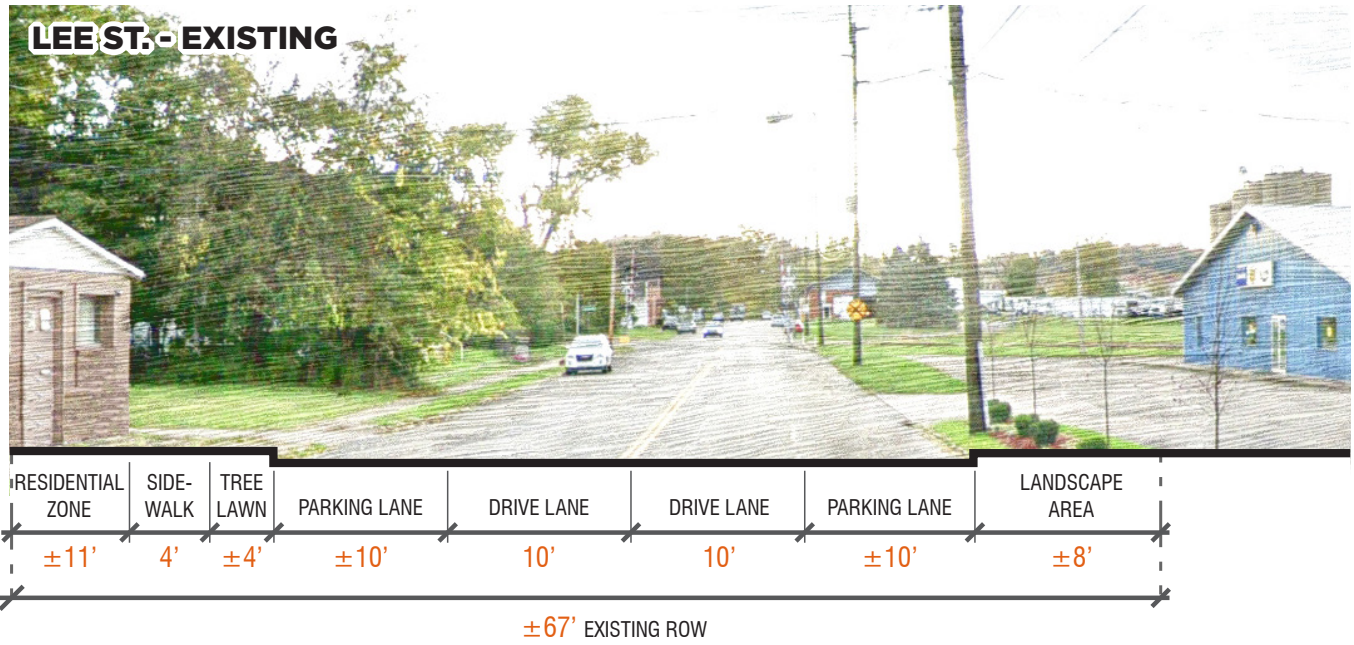 LEE ST. - EXISTING
RESIDENTIAL
ZONE
SIDE-
WALK
TREE
LAWN
PARKING LANE
DRIVE LANE
DRIVE LANE
PARKING LANE
LANDSCAPE
AREA
±11’
4’
±4’
±10’
10’
10’
±10’
±8’
±67’ EXISTING ROW